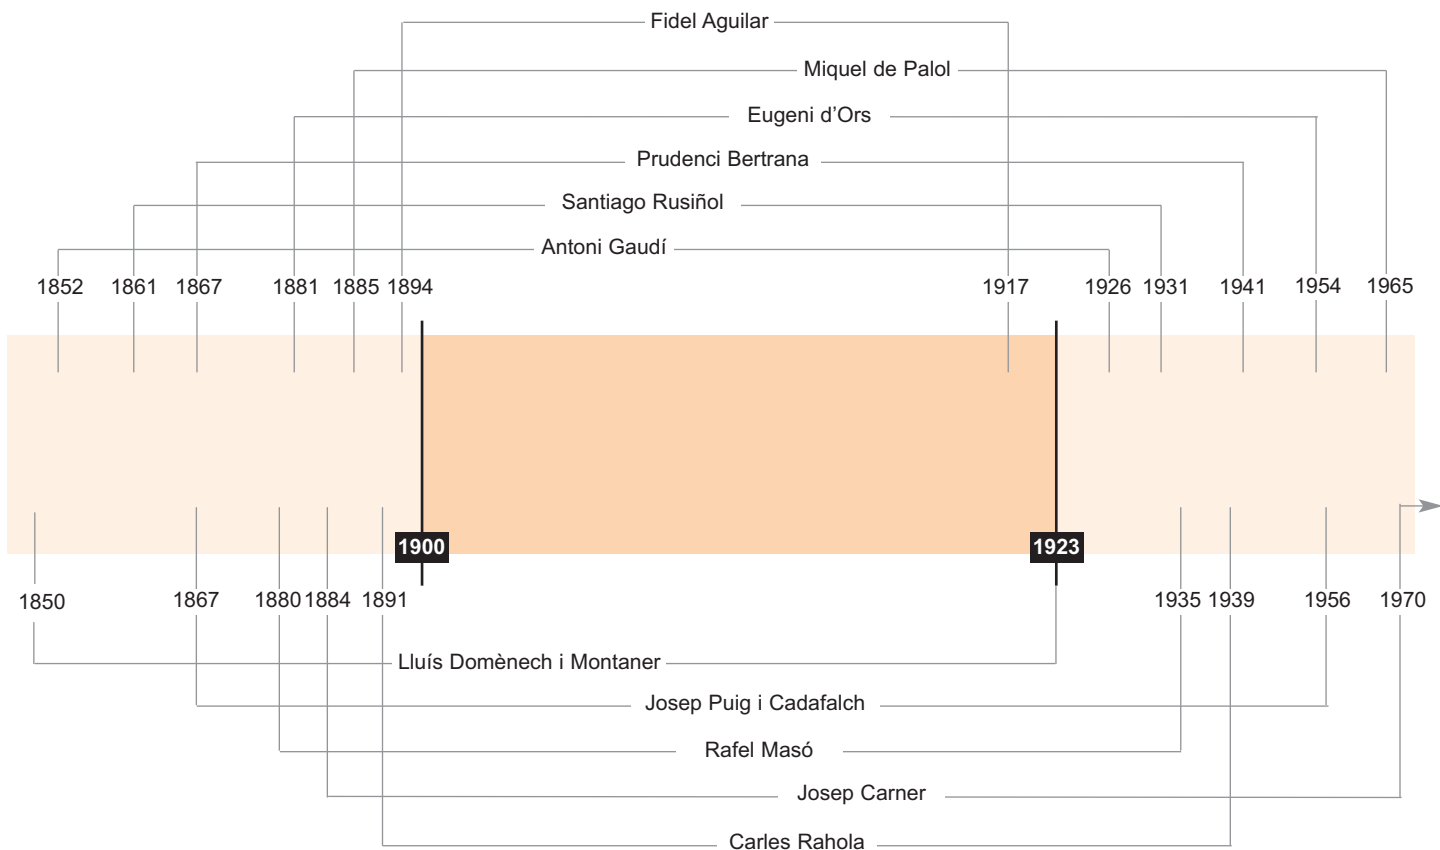 Fidel Aguilar
Miquel de Palol
Eugeni d’Ors
Prudenci Bertrana
Santiago Rusiñol
Antoni Gaudí
1852 1861 1867 1881 1885 1894 1917 1926 1931 1941 1954 1965
1900 1923
1850 1867 1880 1884 1891 1935 1939 1956 1970
Lluís Domènech i Montaner
Josep Puig i Cadafalch
Rafel Masó
Josep Carner
Carles Rahola